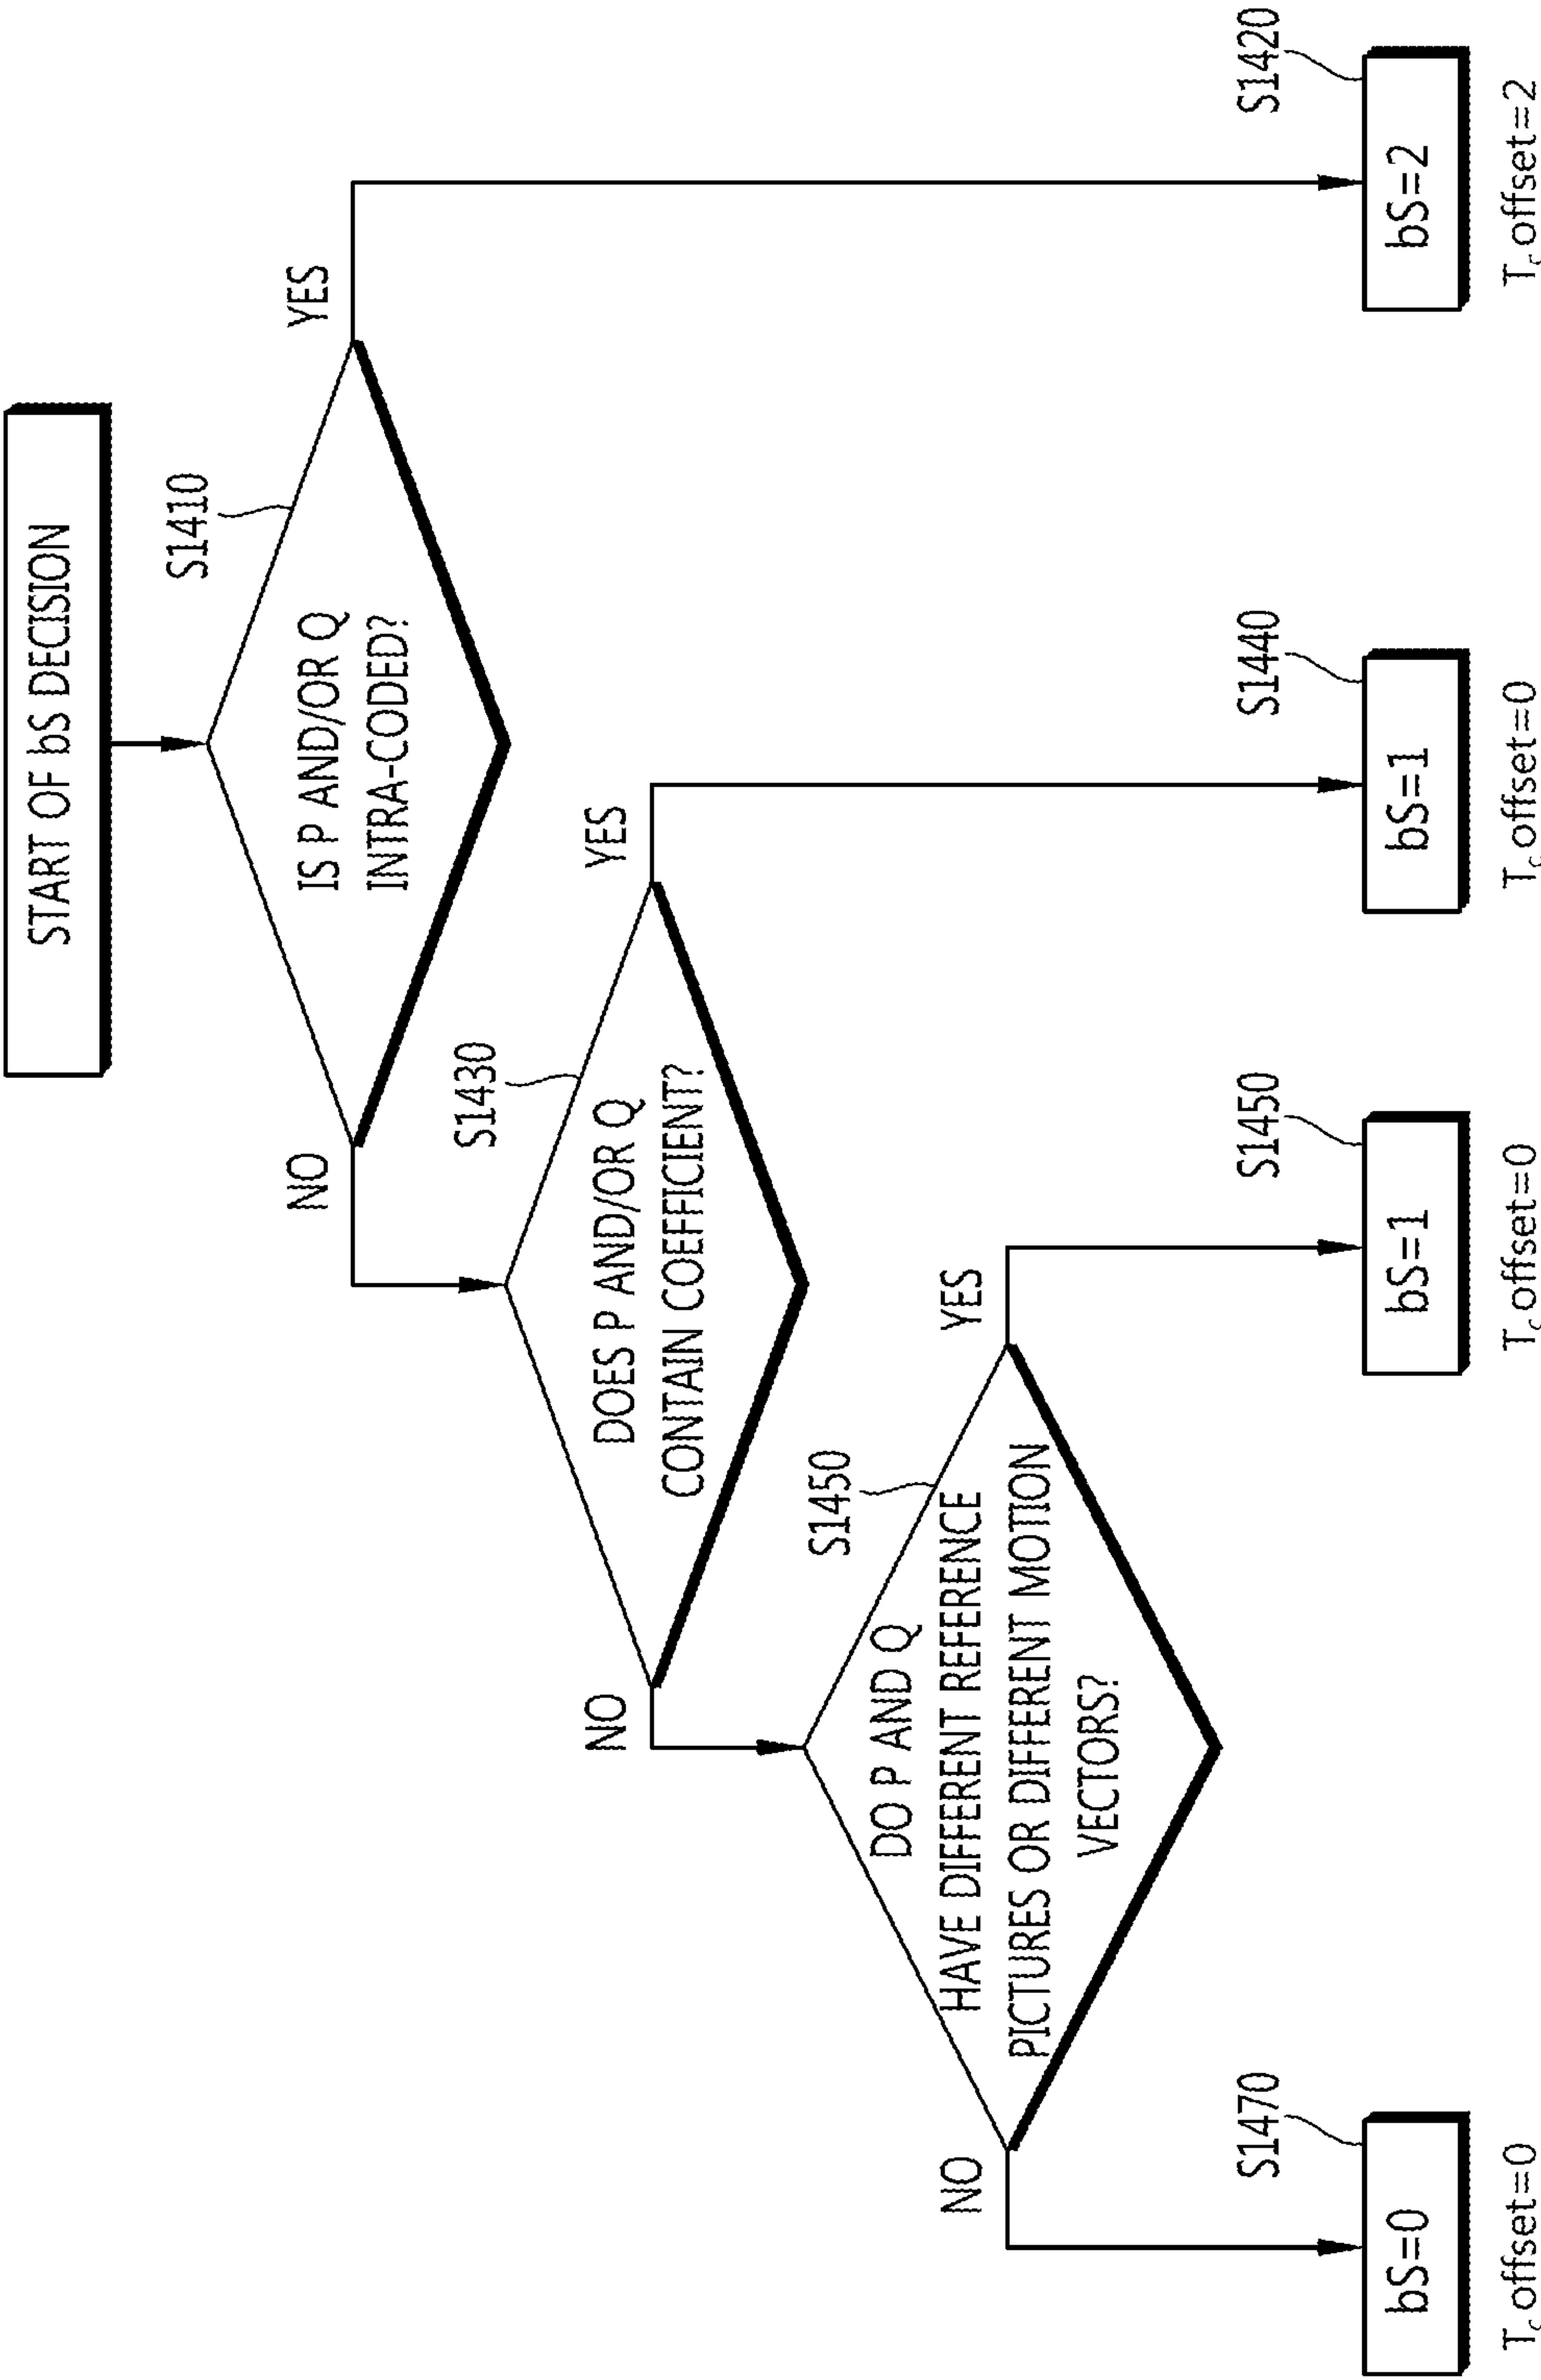 START OF bS DECISION
S1410
IS P AND/OR Q
INTRA-CODED?
YES
NO
S1430
DOES P AND/OR Q
CONTAIN COEFFICIENT?
YES
NO
S1450
DO P AND Q
HAVE DIFFERENT REFERENCE
PICTURES OR DIFFERENT MOTION
VECTORS?
YES
NO
S1470
bS=0
Tc offset=0
S1450
bS=1
Tc offset=0
S1440
bS=1
Tc offset=0
S1420
bS=2
Tc offset=2